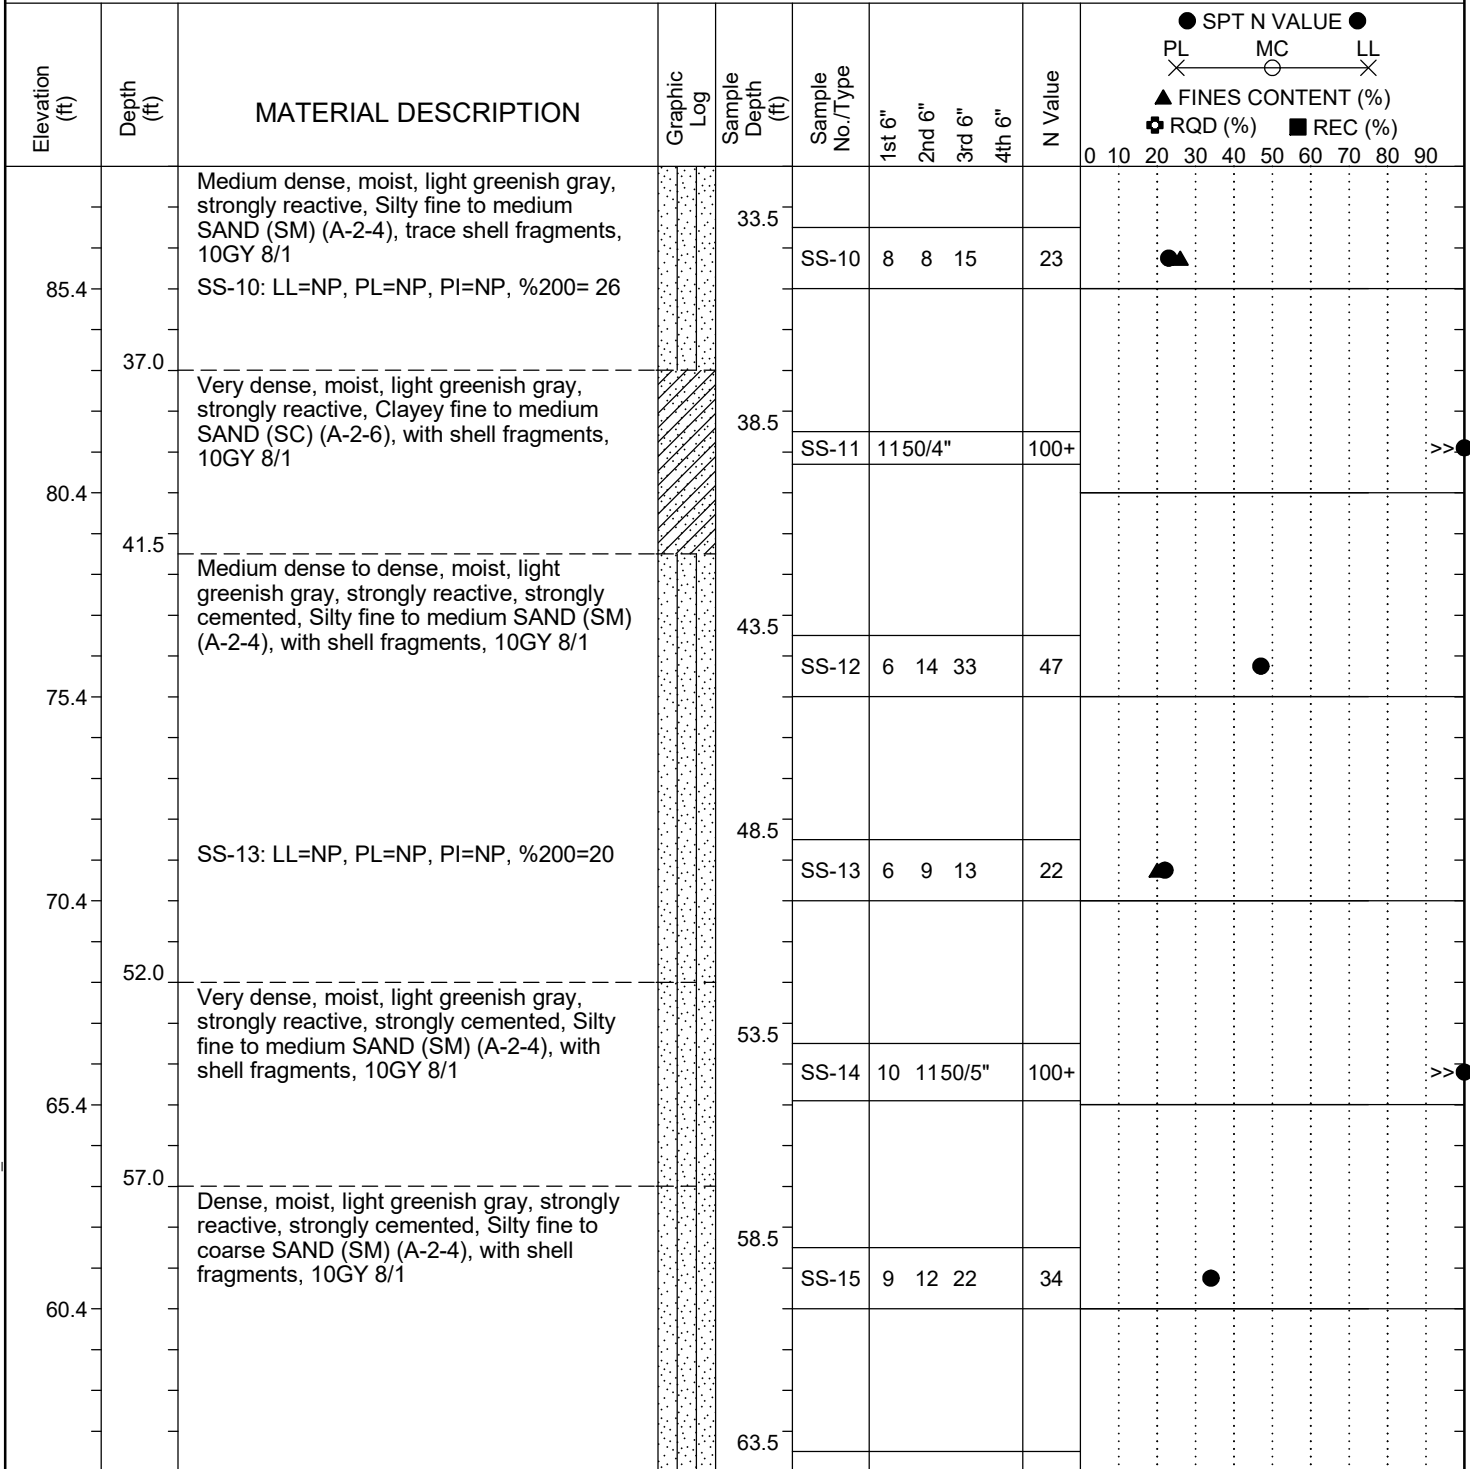 Elevation (ft)
Depth (ft)
MATERIAL DESCRIPTION
Graphic Log
Sample Depth (ft)
Sample No./Type
1st 6"
2nd 6"
3rd 6"
4th 6"
N Value
SPT N VALUE
PL MC LL
FINES CONTENT (%)
RQD (%) REC (%)
0 10 20 30 40 50 60 70 80 90
Medium dense, moist, light greenish gray,
strongly reactive, Silty fine to medium
SAND (SM) (A-2-4), trace shell fragments,
10GY 8/1
33.5
SS-10 8 8 15 23
85.4
SS-10: LL=NP, PL=NP, PI=NP, %200= 26
37.0
Very dense, moist, light greenish gray,
strongly reactive, Clayey fine to medium
SAND (SC) (A-2-6), with shell fragments,
10GY 8/1
38.5
SS-11 11 50/4" 100+ >>
80.4
41.5
Medium dense to dense, moist, light
greenish gray, strongly reactive, strongly
cemented, Silty fine to medium SAND (SM)
(A-2-4), with shell fragments, 10GY 8/1
43.5
SS-12 6 14 33 47
75.4
48.5
SS-13: LL=NP, PL=NP, PI=NP, %200=20
SS-13 6 9 13 22
70.4
52.0
Very dense, moist, light greenish gray,
strongly reactive, strongly cemented, Silty
fine to medium SAND (SM) (A-2-4), with
shell fragments, 10GY 8/1
53.5
SS-14 10 11 50/5" 100+ >>
65.4
57.0
Dense, moist, light greenish gray, strongly
reactive, strongly cemented, Silty fine to
coarse SAND (SM) (A-2-4), with shell
fragments, 10GY 8/1
58.5
SS-15 9 12 22 34
60.4
63.5